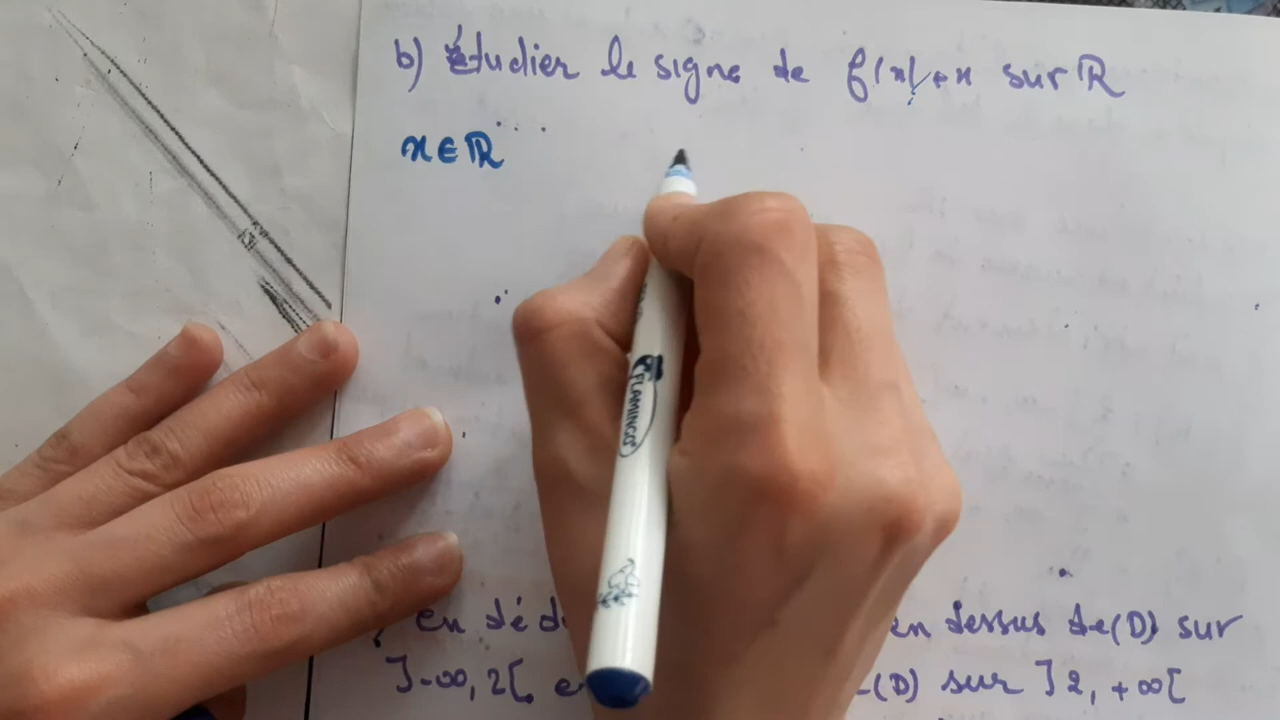 b) étudier le signe de f(x)+x sur ℝ
x∈ℝ
FLAMINGO
en dé en dessus de (D) sur
]-∞,2[ e (D) sur ]2,+∞[